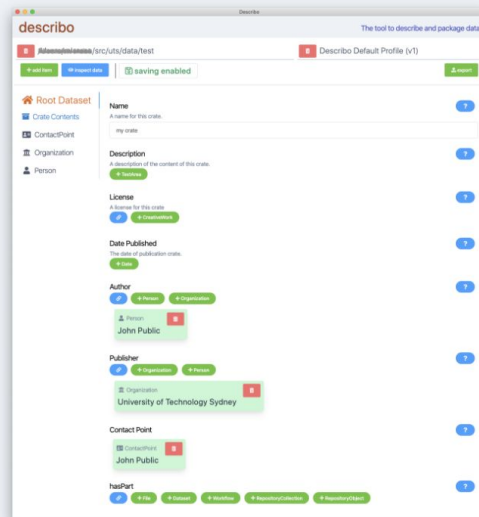 Describo
describo
The tool to describe and package data
/src/uts/data/test
Describo Default Profile (v1)
+ add item
inspect data
saving enabled
export
Root Dataset
Crate Contents
ContactPoint
Organization
Person
Name
?
A name for this crate.
my crate
Description
?
A description of the content of this crate.
+ TextArea
License
?
A license for this crate
+ CreativeWork
Date Published
?
The date of publication crate.
+ Date
Author
?
+ Person + Organization
Person
John Public
Publisher
?
+ Organization + Person
Organization
University of Technology Sydney
Contact Point
?
ContactPoint
John Public
hasPart
?
+ File + Dataset + Workflow + RepositoryCollection + RepositoryObject